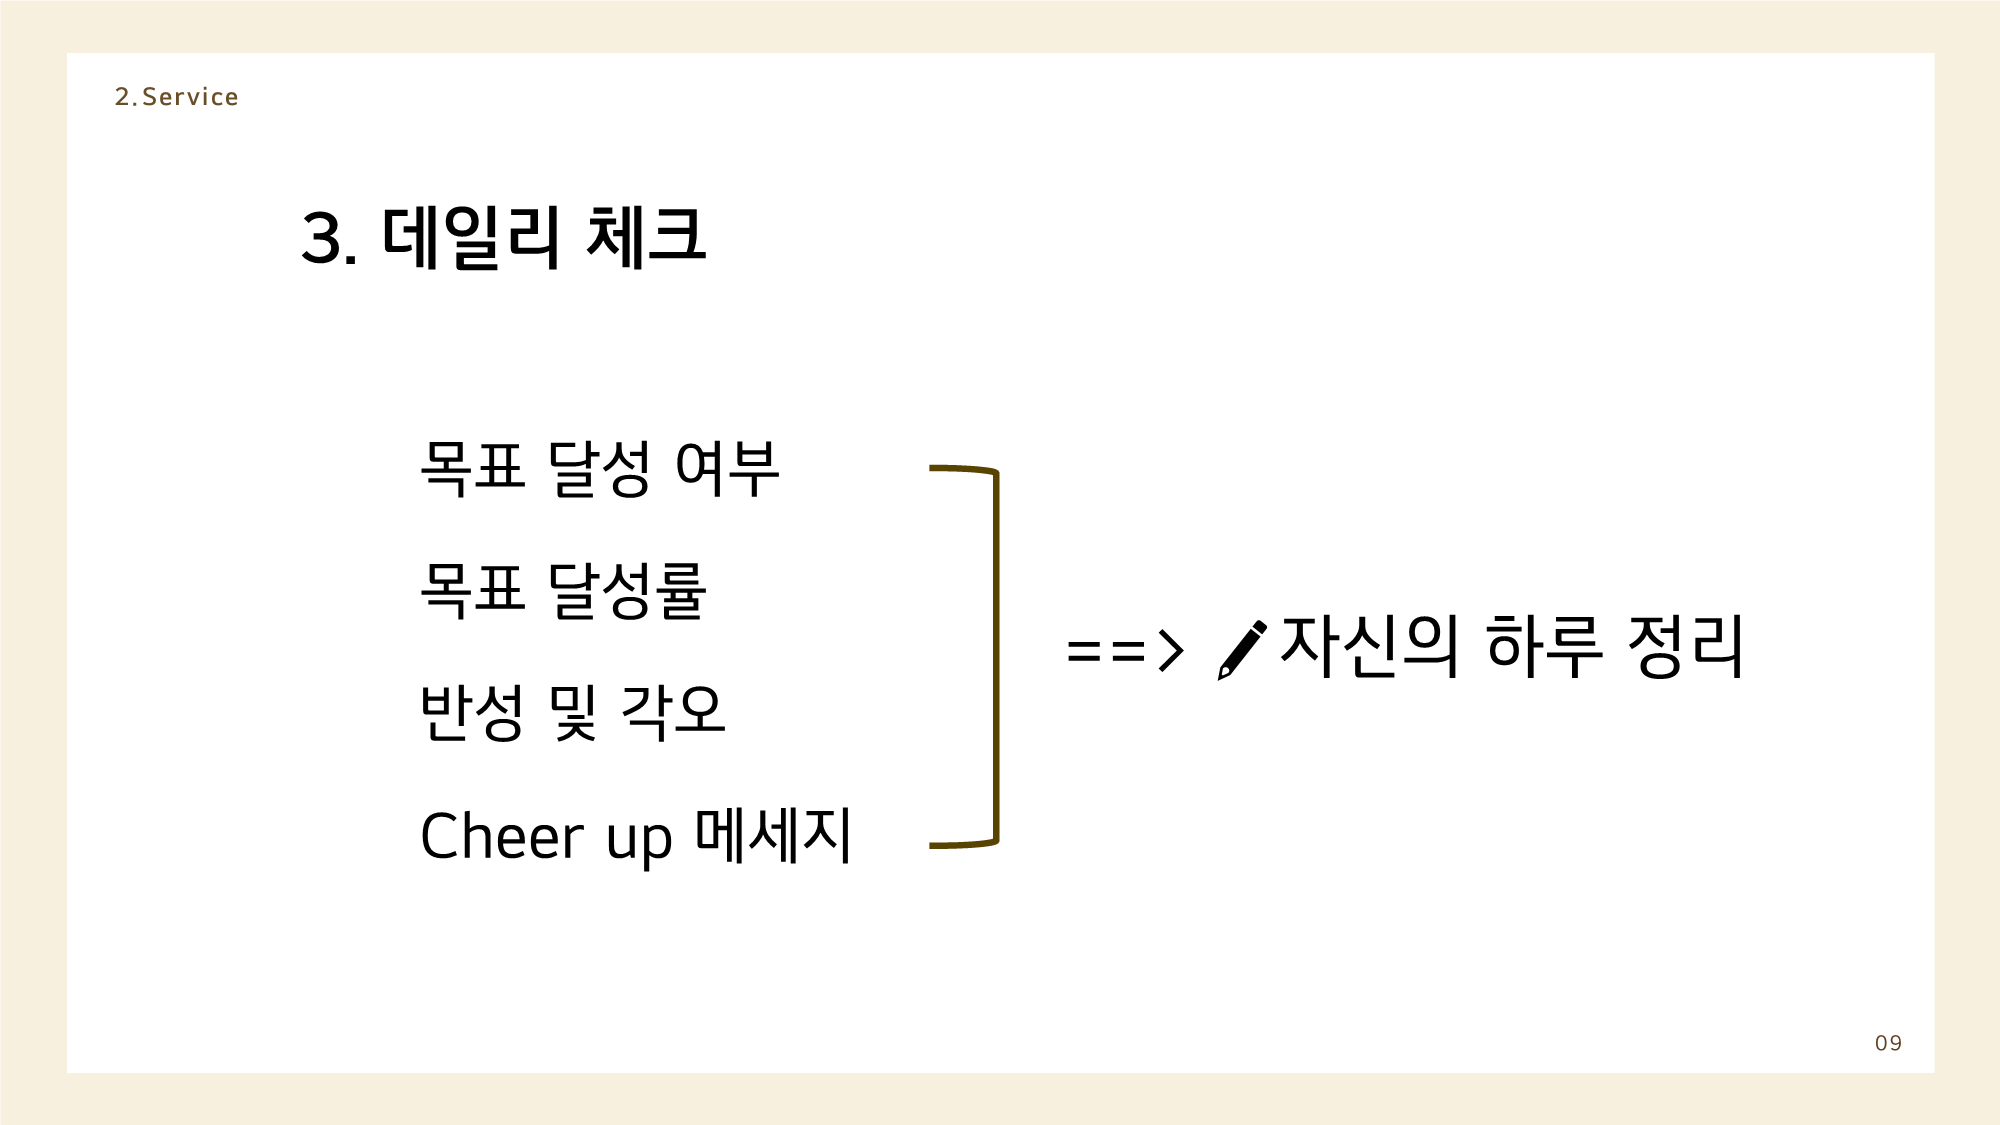 2.Service
3. 데일리 체크
목표 달성 여부
목표 달성률
반성 및 각오
Cheer up 메세지
==> 자신의 하루 정리
09